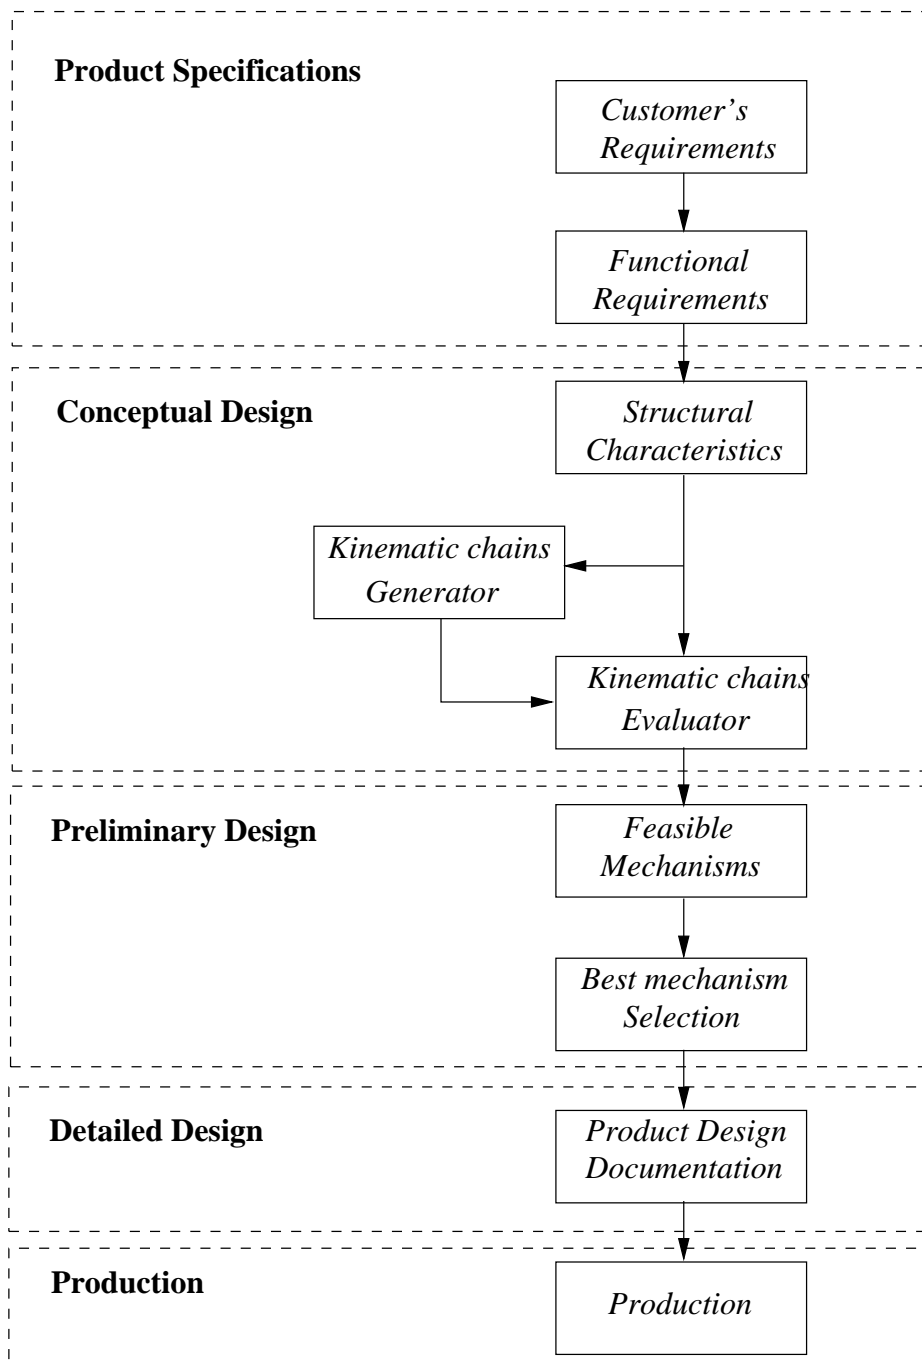 Product Specifications
Customer's
Requirements
Functional
Requirements
Conceptual Design
Structural
Characteristics
Kinematic chains
Generator
Kinematic chains
Evaluator
Preliminary Design
Feasible
Mechanisms
Best mechanism
Selection
Detailed Design
Product Design
Documentation
Production
Production